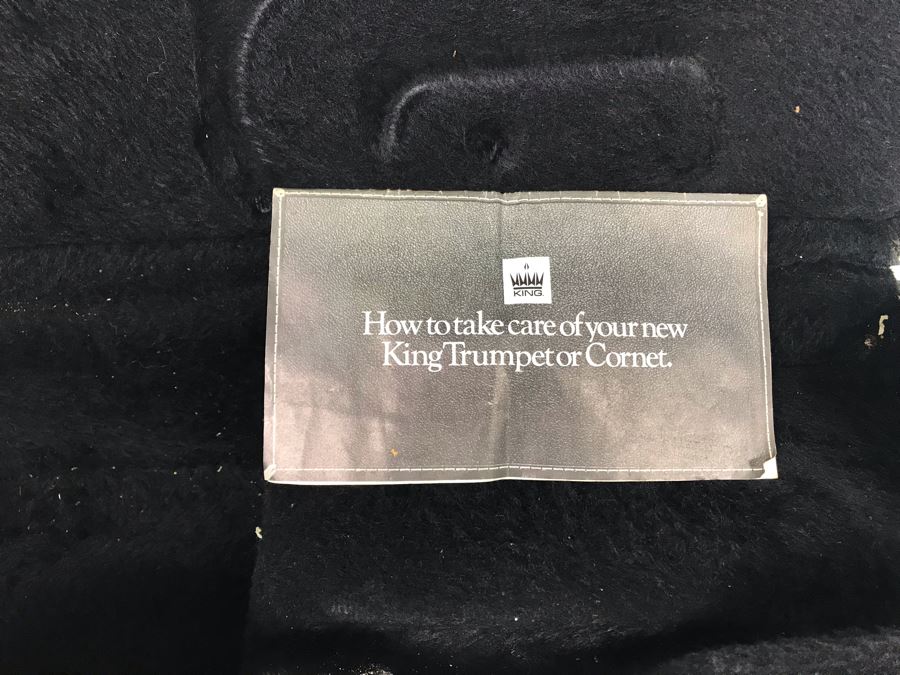 KING.
How to take care of your new
King Trumpet or Cornet.